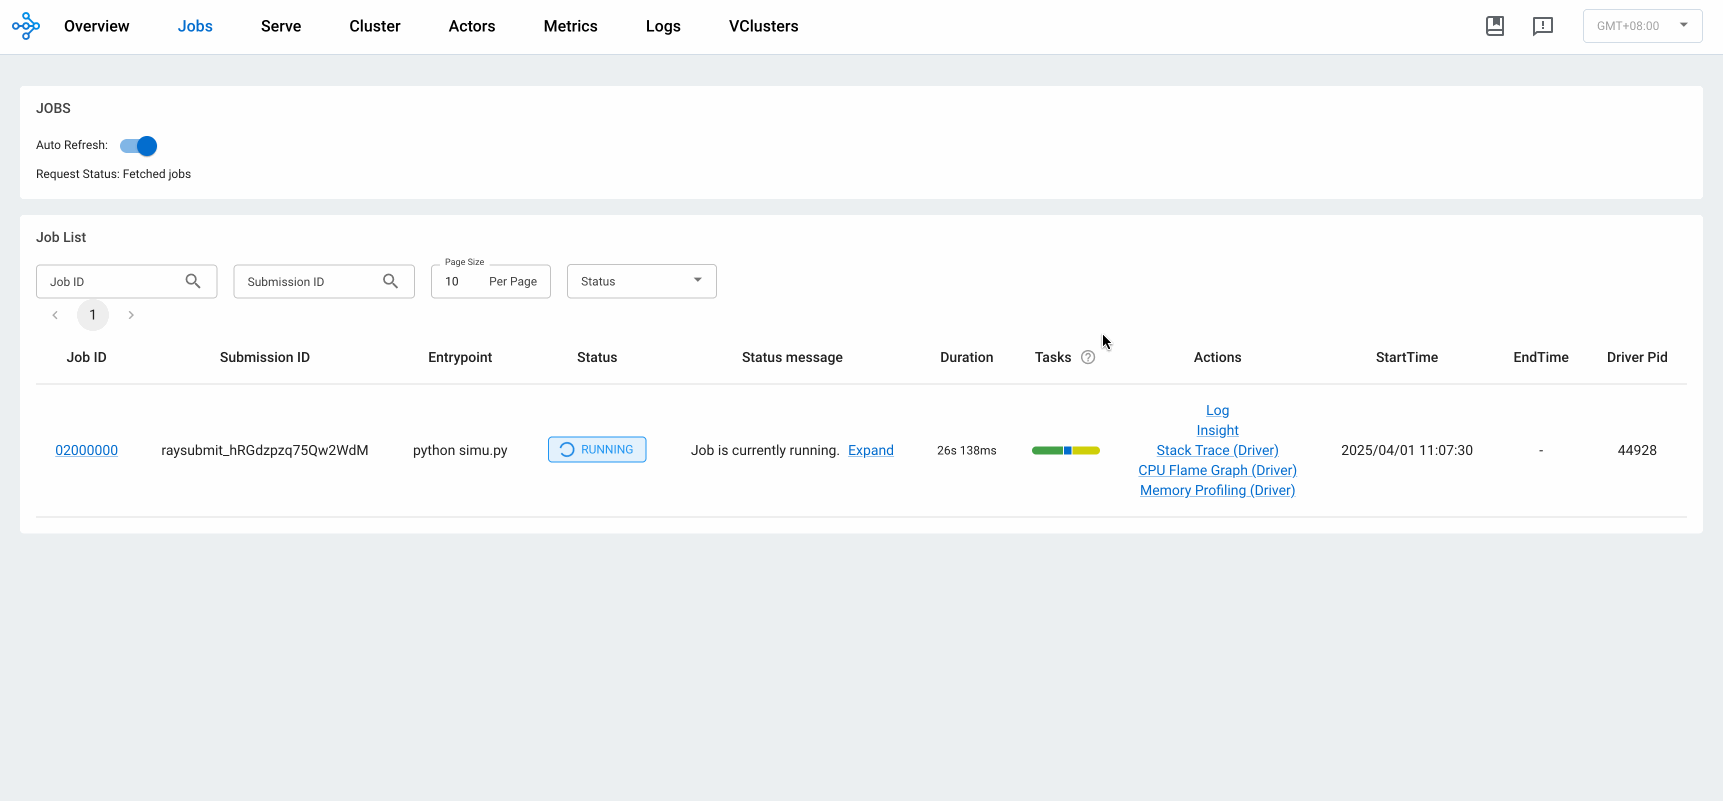 Overview Jobs Serve Cluster Actors Metrics Logs VClusters GMT+08:00
JOBS
Auto Refresh:
Request Status: Fetched jobs
Job List
Page Size
Job ID Submission ID 10 Per Page Status
1
Job ID Submission ID Entrypoint Status Status message Duration Tasks ? Actions StartTime EndTime Driver Pid
Log
Insight
02000000 raysubmit_hRGdzpzq75Qw2WdM python simu.py RUNNING Job is currently running. Expand 26s 138ms Stack Trace (Driver) 2025/04/01 11:07:30 - 44928
CPU Flame Graph (Driver)
Memory Profiling (Driver)